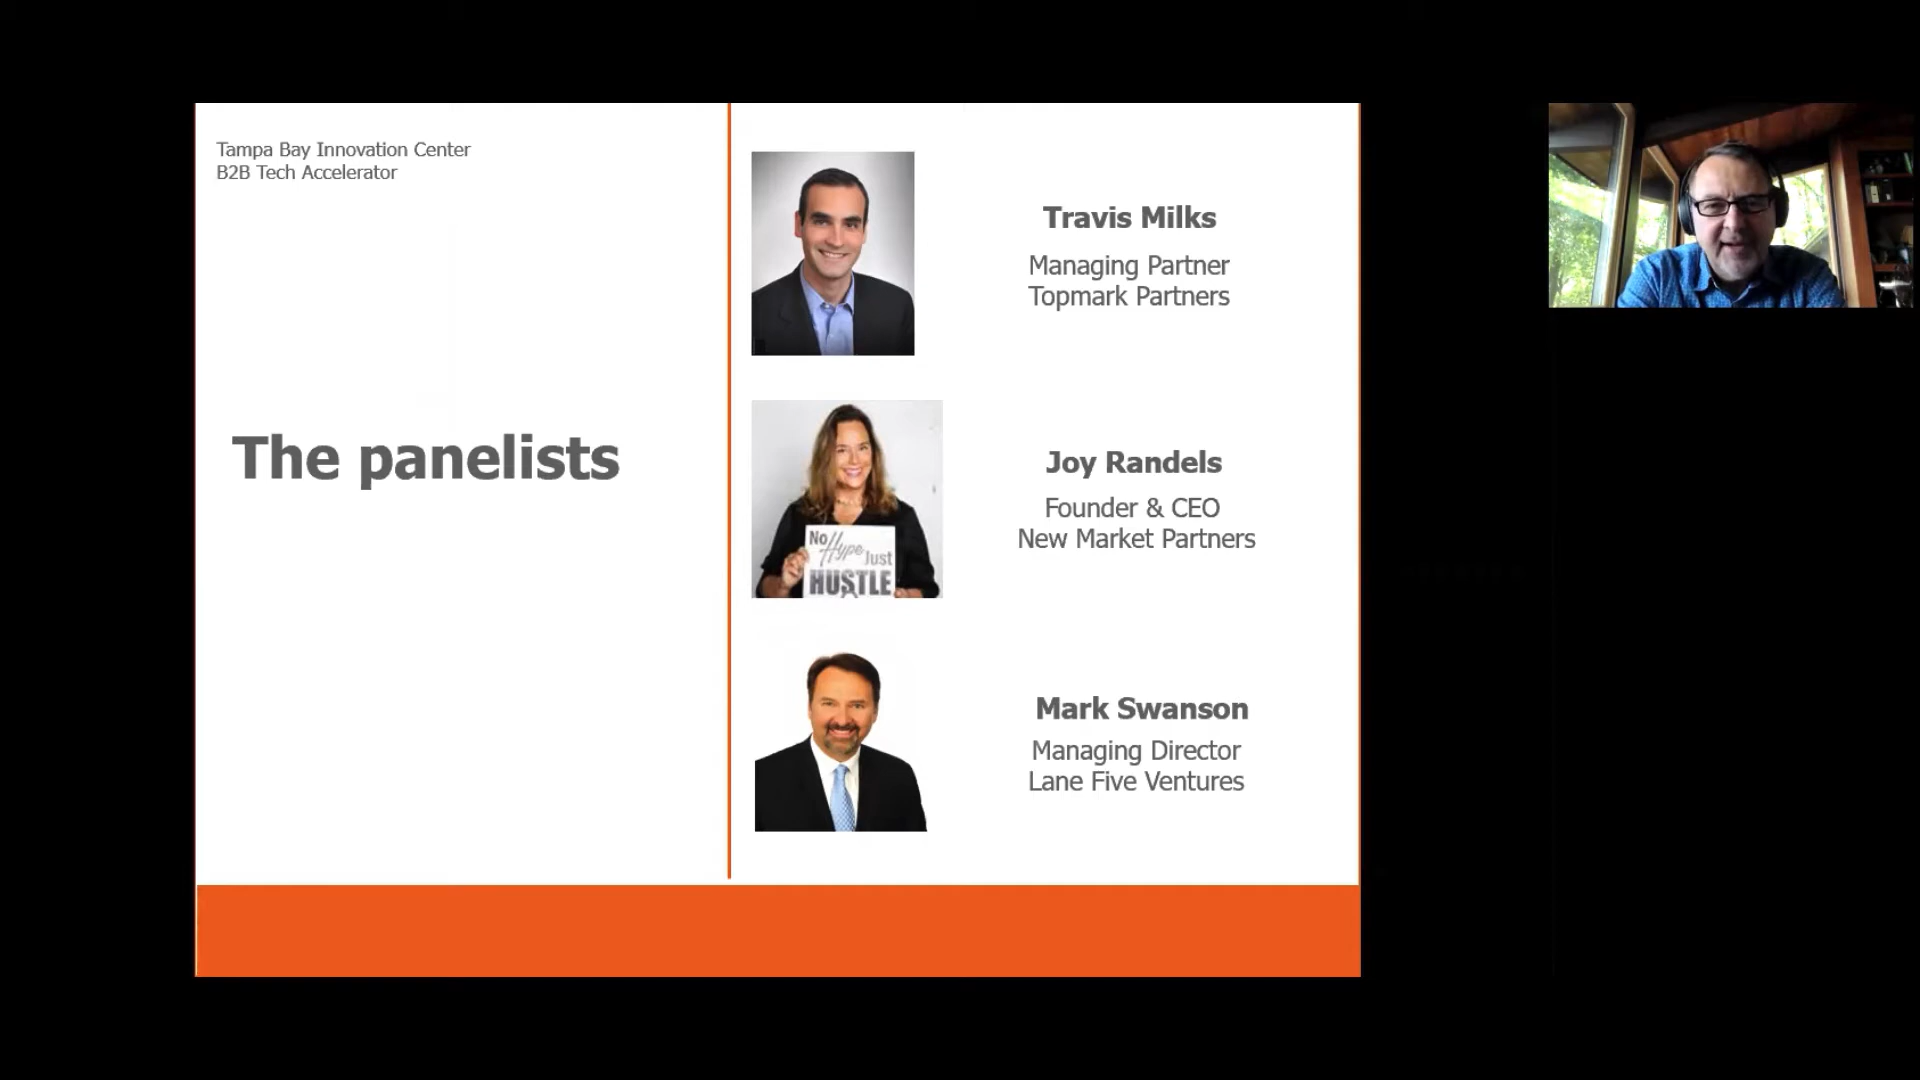 Tampa Bay Innovation Center
B2B Tech Accelerator
The panelists
Travis Milks
Managing Partner
Topmark Partners
No Hype Just
HUSTLE
Joy Randels
Founder & CEO
New Market Partners
Mark Swanson
Managing Director
Lane Five Ventures